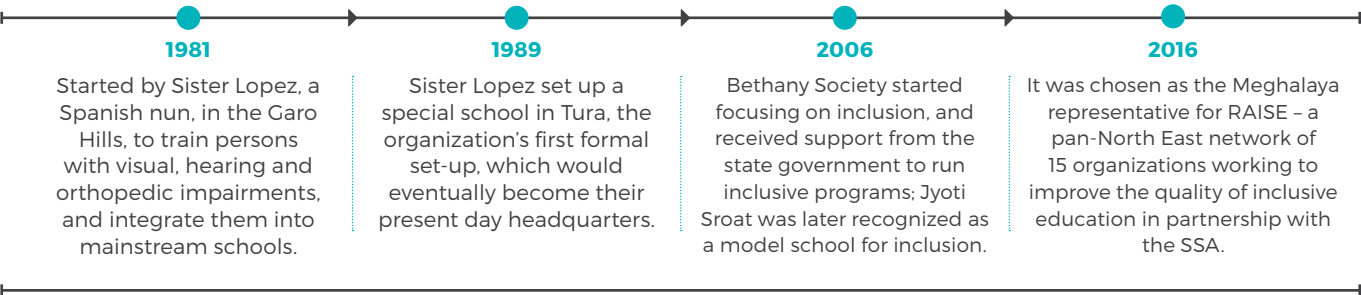 1981
Started by Sister Lopez, a
Spanish nun, in the Garo
Hills, to train persons
with visual, hearing and
orthopedic impairments,
and integrate them into
mainstream schools.
1989
Sister Lopez set up a
special school in Tura, the
organization's first formal
set-up, which would
eventually become their
present day headquarters.
2006
Bethany Society started
focusing on inclusion, and
received support from the
state government to run
inclusive programs; Jyoti
Sroat was later recognized as
a model school for inclusion.
2016
It was chosen as the Meghalaya
representative for RAISE – a
pan-North East network of
15 organizations working to
improve the quality of inclusive
education in partnership with
the SSA.